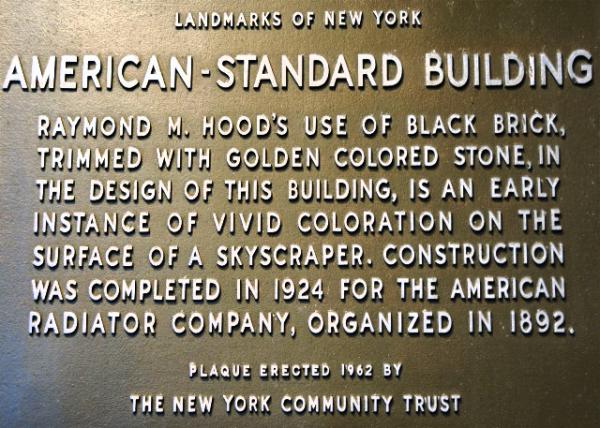 LANDMARKS OF NEW YORK
AMERICAN-STANDARD BUILDING
RAYMOND M. HOOD'S USE OF BLACK BRICK,
TRIMMED WITH GOLDEN COLORED STONE, IN
THE DESIGN OF THIS BUILDING, IS AN EARLY
INSTANCE OF VIVID COLORATION ON THE
SURFACE OF A SKYSCRAPER. CONSTRUCTION
WAS COMPLETED IN 1924 FOR THE AMERICAN
RADIATOR COMPANY, ORGANIZED IN 1892.
PLAQUE ERECTED 1962 BY
THE NEW YORK COMMUNITY TRUST